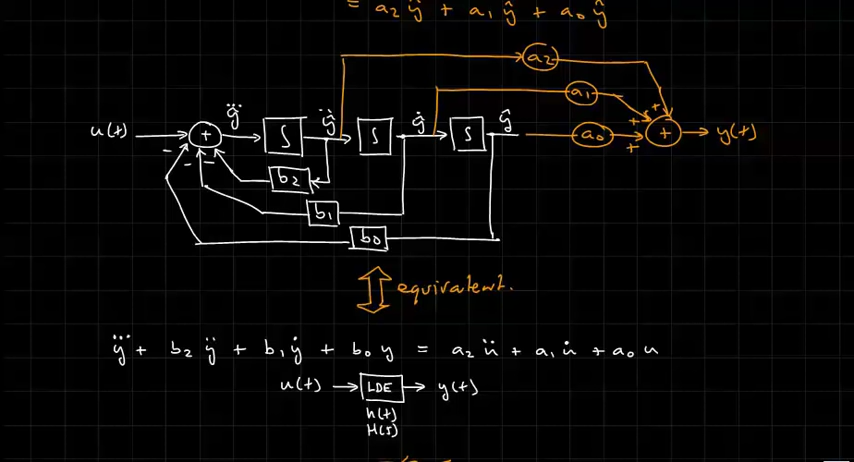 = a₂ ŷ̈ + a₁ ŷ̇ + a₀ ŷ
a₂
a₁
u(t) + ŷ⃛ ∫ ŷ̈ ∫ ŷ̇ ∫ ŷ a₀ + y(t)
+ + +
− − −
b₂
b₁
b₀
equivalent.
y⃛ + b₂ ÿ + b₁ ẏ + b₀ y = a₂ ü + a₁ u̇ + a₀ u
u(t) → LDE → y(t)
h(t)
H(s)